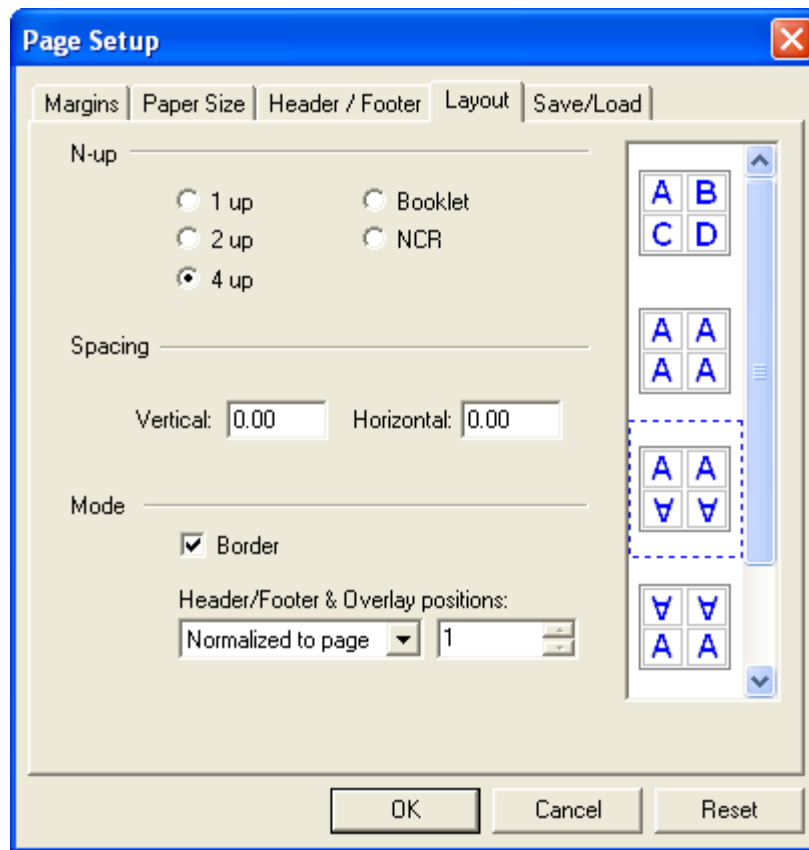 Page Setup
Margins Paper Size Header / Footer Layout Save/Load
N-up
1 up Booklet
2 up NCR
4 up
Spacing
Vertical: 0.00 Horizontal: 0.00
Mode
Border
Header/Footer & Overlay positions:
Normalized to page 1
A B
C D
A A
A A
A A
A A
A A
A A
OK Cancel Reset